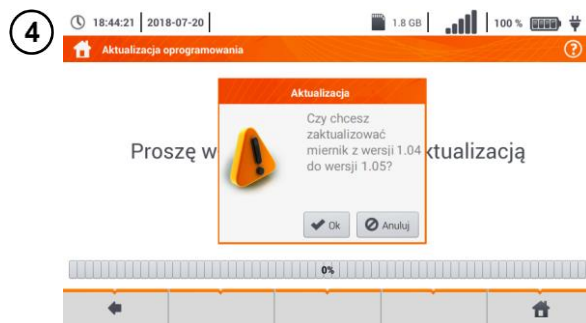 4
18:44:21 2018-07-20 1.8 GB 100 %
Aktualizacja oprogramowania ?
Aktualizacja
Czy chcesz
zaktualizować
miernik z wersji 1.04
do wersji 1.05?
Proszę w ktualizacją
Ok Anuluj
0%